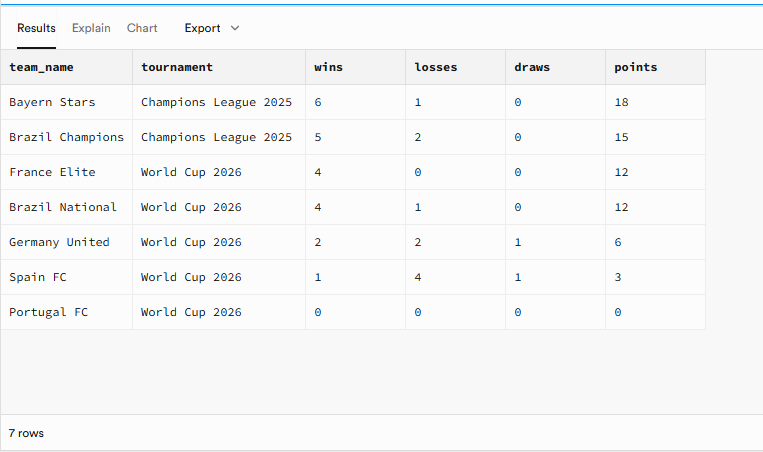 Results Explain Chart Export
team_name tournament wins losses draws points
Bayern Stars Champions League 2025 6 1 0 18
Brazil Champions Champions League 2025 5 2 0 15
France Elite World Cup 2026 4 0 0 12
Brazil National World Cup 2026 4 1 0 12
Germany United World Cup 2026 2 2 1 6
Spain FC World Cup 2026 1 4 1 3
Portugal FC World Cup 2026 0 0 0 0
7 rows